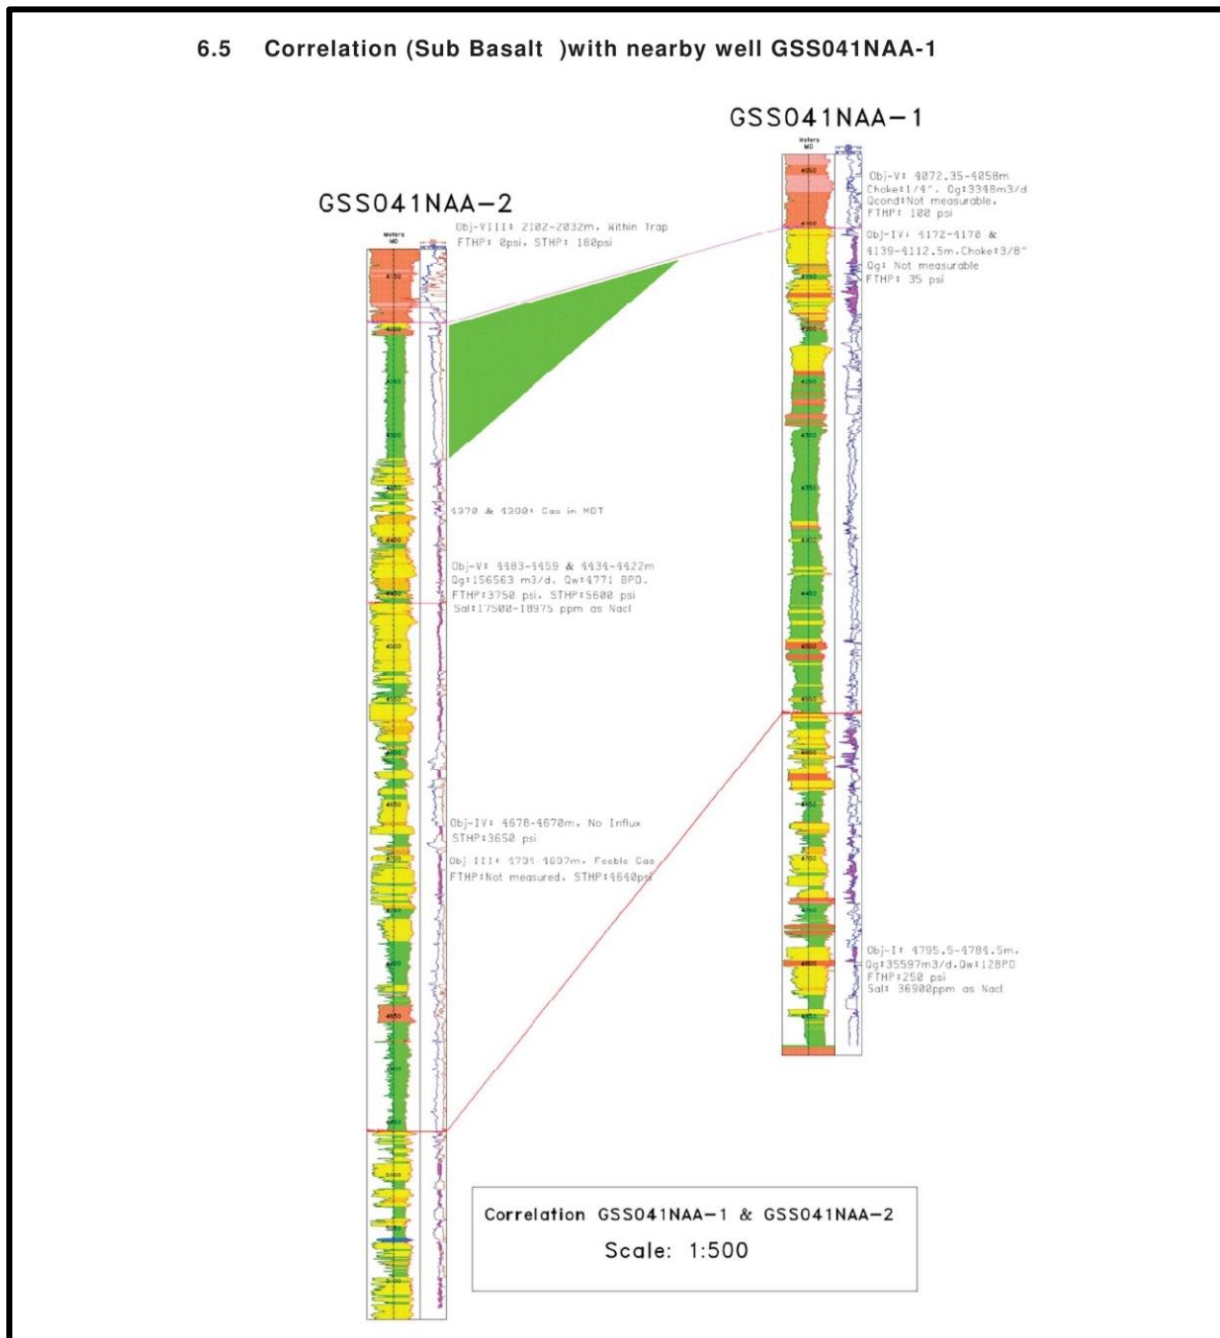 6.5 Correlation (Sub Basalt )with nearby well GSS041NAA-1
GSS041NAA-1
Meters
MD
Obj-V: 4072.35-4058m
Choke:1/4". Qg:3348m3/d
Qcond:Not measurable.
FTHP: 100 psi
Obj-IV: 4172-4170 &
4139-4112.5m.Choke:3/8"
Qg: Not measurable
FTHP: 35 psi
GSS041NAA-2
Meters
MD
Obj-VIII: 2102-2032m. Within Trap
FTHP: 0psi. STHP: 180psi
4370 & 4390: Gas in MDT
Obj-V: 4483-4459 & 4434-4422m
Qg:156563 m3/d. Qw:4771 BPD.
FTHP:3750 psi. STHP:5600 psi
Sal:17500-18975 ppm as Nacl
Obj-IV: 4678-4670m. No Influx
STHP:3650 psi
Obj-III: 4734-4697m. Feeble Gas
FTHP:Not measured. STHP:4640psi
Obj-I: 4795.5-4784.5m.
Qg:35597m3/d.Qw:128PD
FTHP:250 psi
Sal: 36900ppm as Nacl
Correlation GSS041NAA-1 & GSS041NAA-2
Scale: 1:500